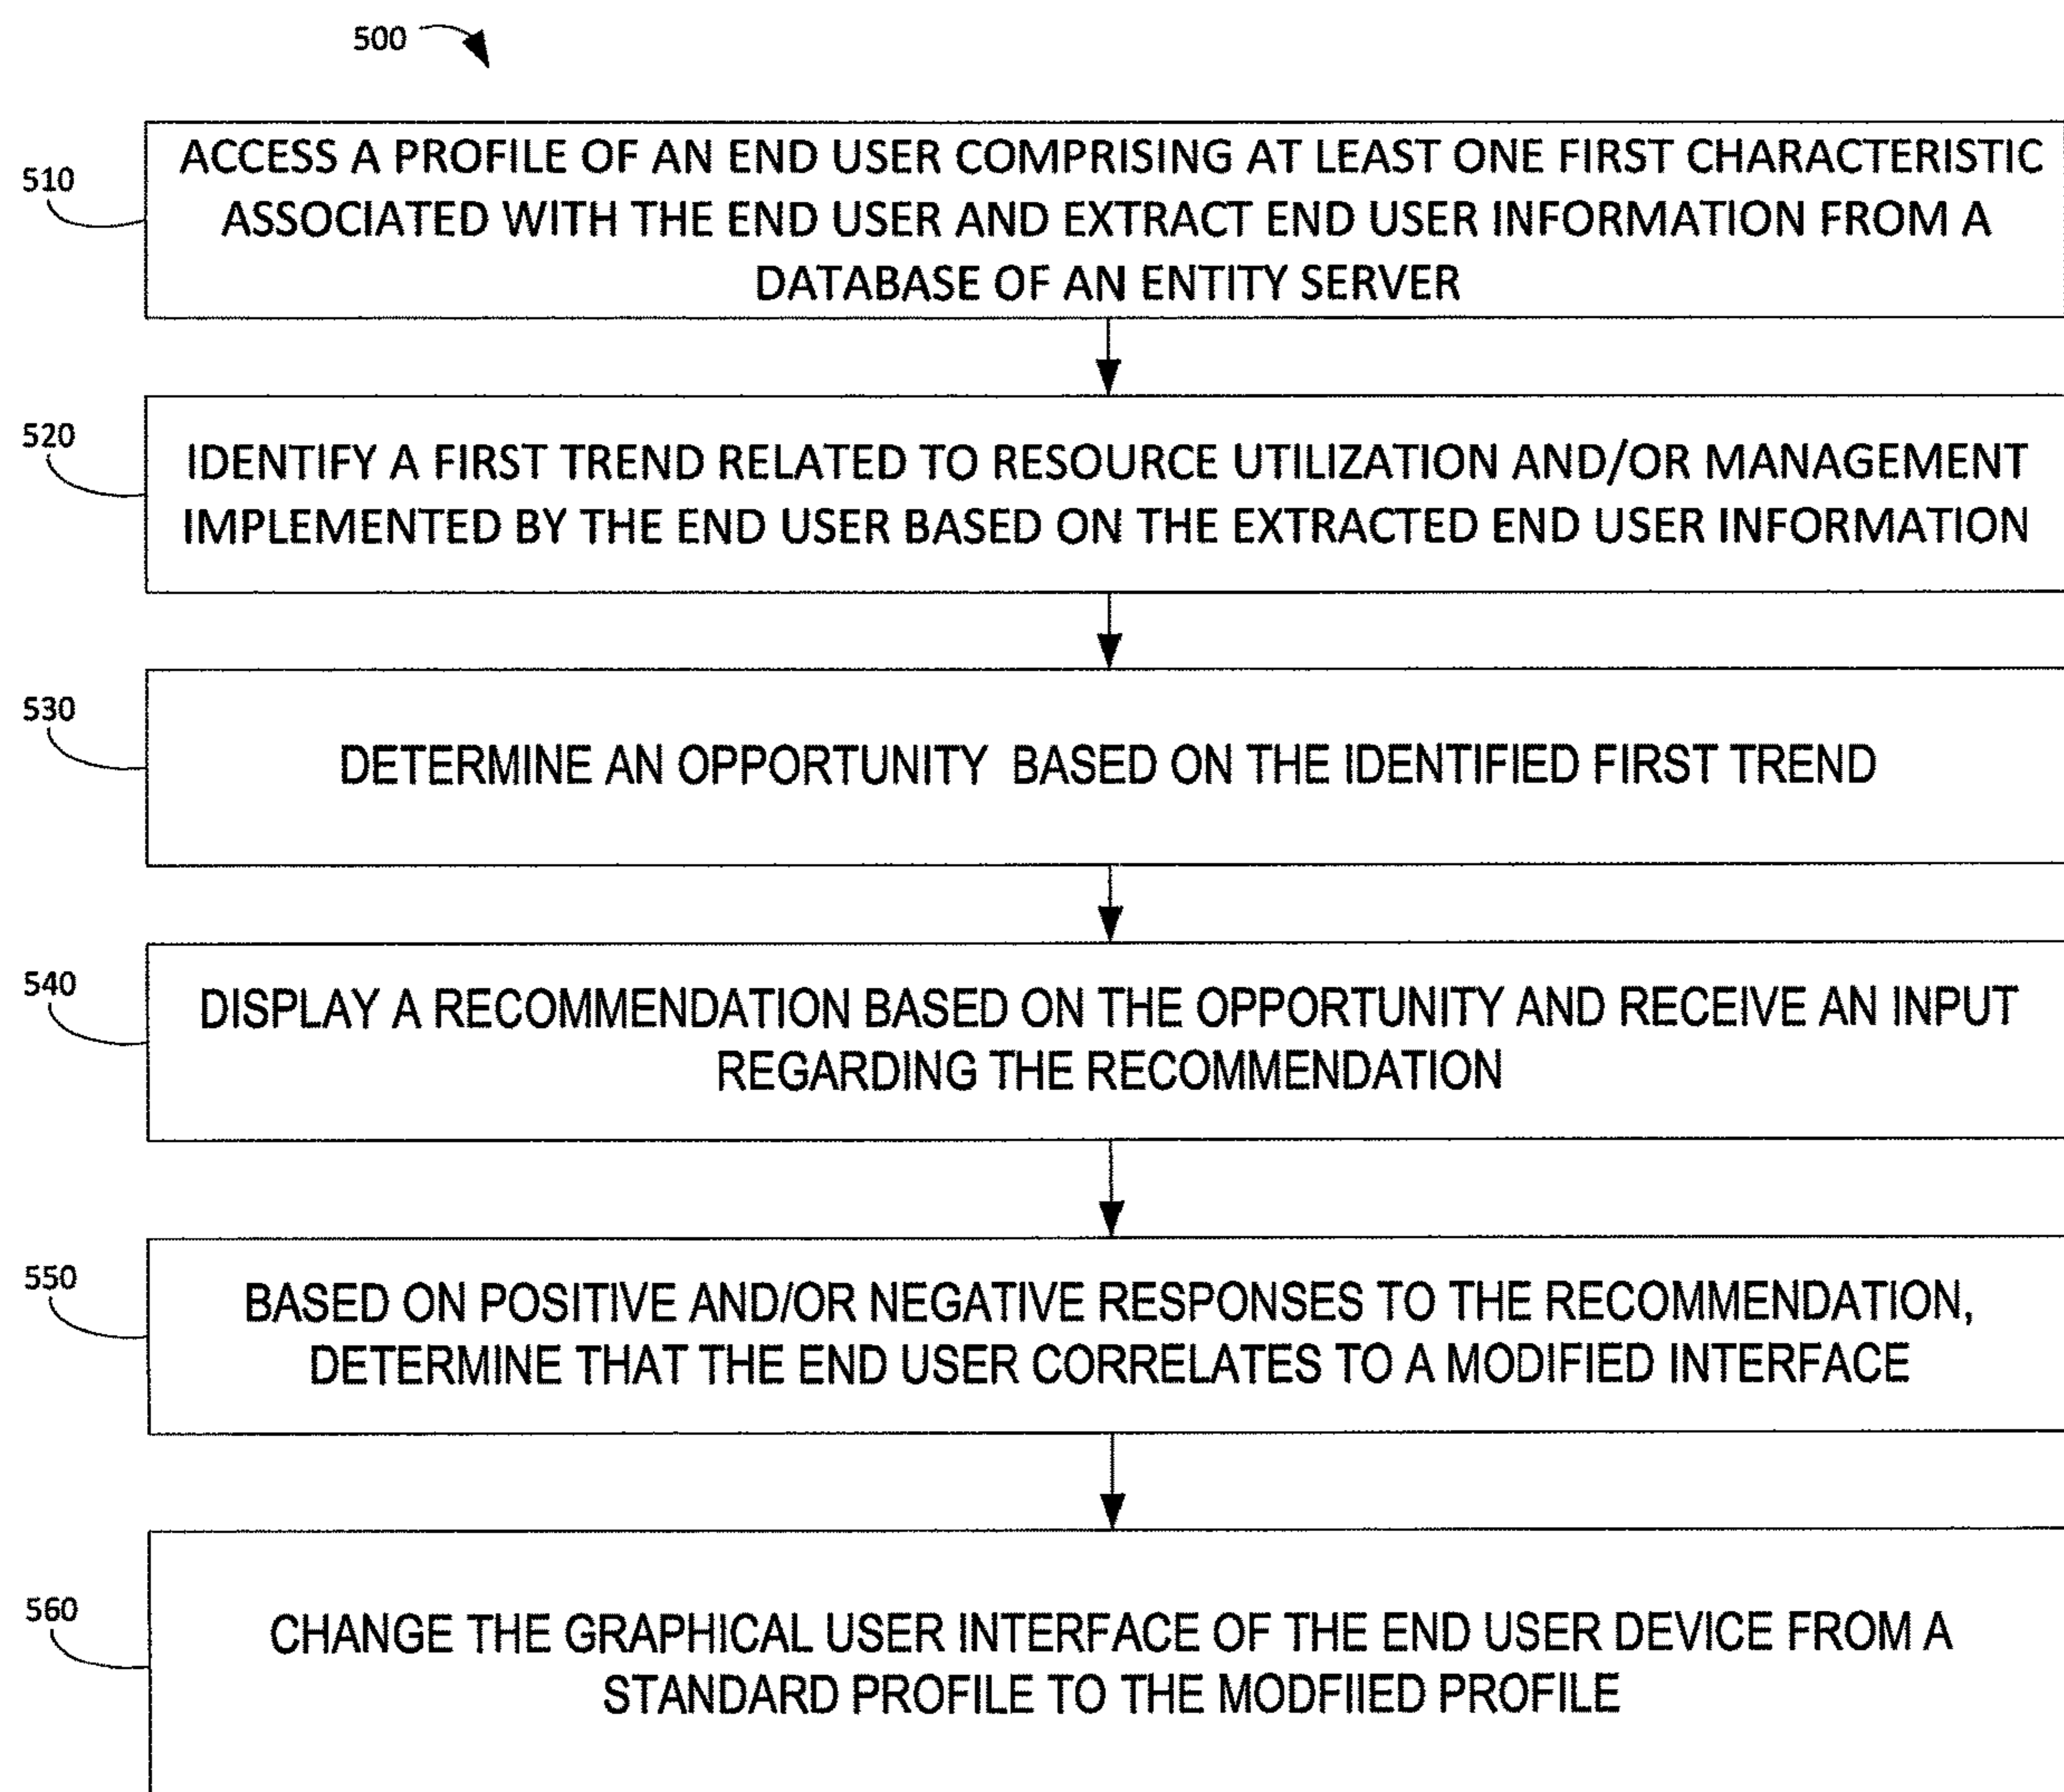 500
510
ACCESS A PROFILE OF AN END USER COMPRISING AT LEAST ONE FIRST CHARACTERISTIC
ASSOCIATED WITH THE END USER AND EXTRACT END USER INFORMATION FROM A
DATABASE OF AN ENTITY SERVER
520
IDENTIFY A FIRST TREND RELATED TO RESOURCE UTILIZATION AND/OR MANAGEMENT
IMPLEMENTED BY THE END USER BASED ON THE EXTRACTED END USER INFORMATION
530
DETERMINE AN OPPORTUNITY BASED ON THE IDENTIFIED FIRST TREND
540
DISPLAY A RECOMMENDATION BASED ON THE OPPORTUNITY AND RECEIVE AN INPUT
REGARDING THE RECOMMENDATION
550
BASED ON POSITIVE AND/OR NEGATIVE RESPONSES TO THE RECOMMENDATION,
DETERMINE THAT THE END USER CORRELATES TO A MODIFIED INTERFACE
560
CHANGE THE GRAPHICAL USER INTERFACE OF THE END USER DEVICE FROM A
STANDARD PROFILE TO THE MODFIIED PROFILE